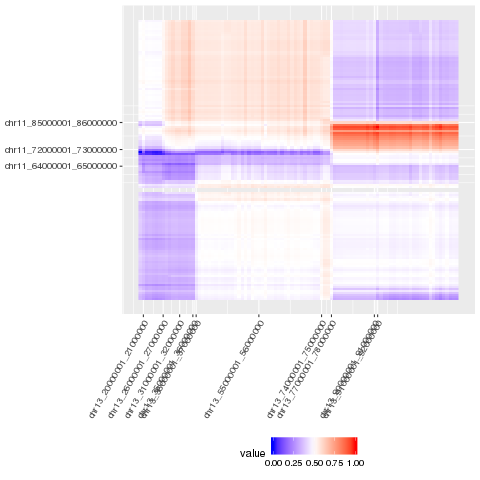 chr11_85000001_86000000
chr11_72000001_73000000
chr11_64000001_65000000
chr13_20000001_21000000
chr13_26000001_27000000
chr13_31000001_32000000
chr13_55000001_56000000
chr13_74000001_75000000
chr13_77000001_78000000
value
0.00 0.25 0.50 0.75 1.00